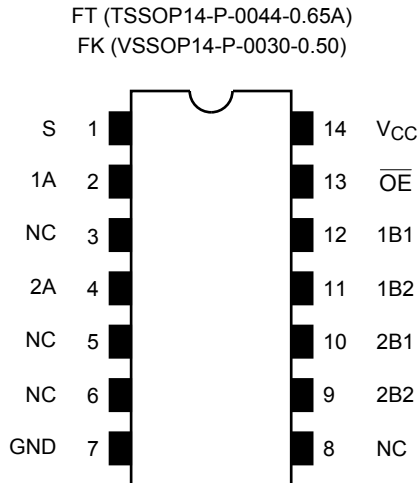 FT (TSSOP14-P-0044-0.65A)
FK (VSSOP14-P-0030-0.50)
S 1 14 VCC
1A 2 13 OE
NC 3 12 1B1
2A 4 11 1B2
NC 5 10 2B1
NC 6 9 2B2
GND 7 8 NC